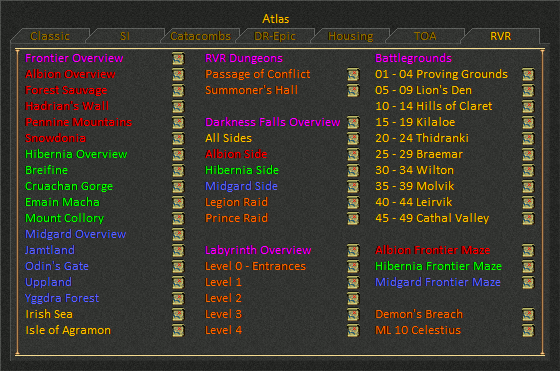 Atlas
Classic
SI
Catacombs
DR-Epic
Housing
TOA
RVR
Frontier Overview
Albion Overview
Forest Sauvage
Hadrian's Wall
Pennine Mountains
Snowdonia
Hibernia Overview
Breifine
Cruachan Gorge
Emain Macha
Mount Collory
Midgard Overview
Jamtland
Odin's Gate
Uppland
Yggdra Forest
Irish Sea
Isle of Agramon
RVR Dungeons
Passage of Conflict
Summoner's Hall
Darkness Falls Overview
All Sides
Albion Side
Hibernia Side
Midgard Side
Legion Raid
Prince Raid
Labyrinth Overview
Level 0 - Entrances
Level 1
Level 2
Level 3
Level 4
Battlegrounds
01 - 04 Proving Grounds
05 - 09 Lion's Den
10 - 14 Hills of Claret
15 - 19 Kilaloe
20 - 24 Thidranki
25 - 29 Braemar
30 - 34 Wilton
35 - 39 Molvik
40 - 44 Leirvik
45 - 49 Cathal Valley
Albion Frontier Maze
Hibernia Frontier Maze
Midgard Frontier Maze
Demon's Breach
ML 10 Celestius